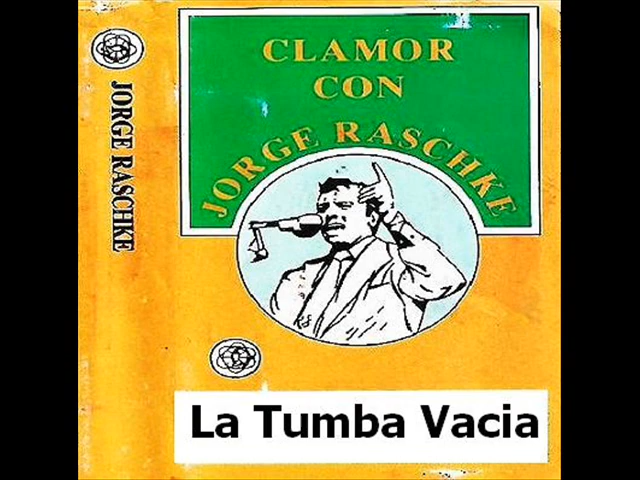 JORGE RASCHKE
CLAMOR
CON
JORGE RASCHKE
La Tumba Vacia